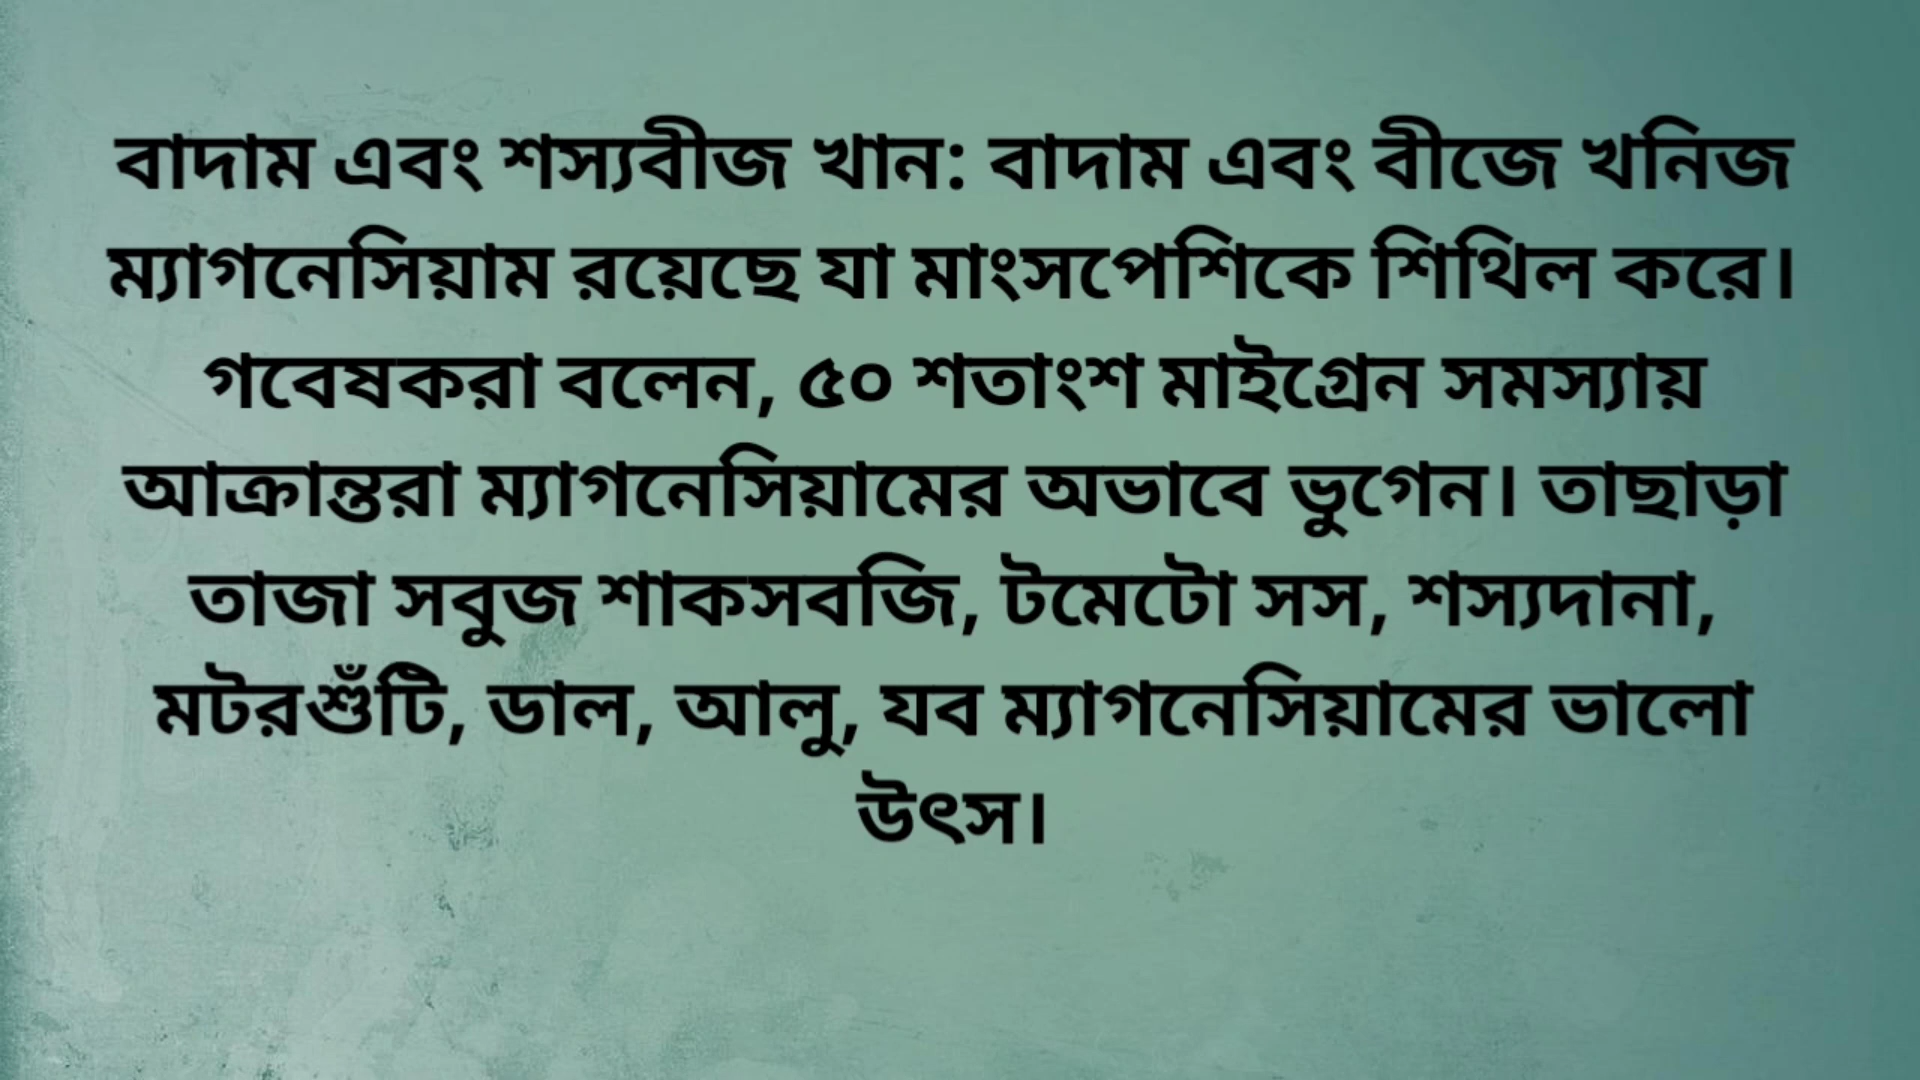 বাদাম এবং শস্যবীজ খান: বাদাম এবং বীজে খনিজ
ম্যাগনেসিয়াম রয়েছে যা মাংসপেশিকে শিথিল করে।
গবেষকরা বলেন, ৫০ শতাংশ মাইগ্রেন সমস্যায়
আক্রান্তরা ম্যাগনেসিয়ামের অভাবে ভুগেন। তাছাড়া
তাজা সবুজ শাকসবজি, টমেটো সস, শস্যদানা,
মটরশুঁটি, ডাল, আলু, যব ম্যাগনেসিয়ামের ভালো
উৎস।